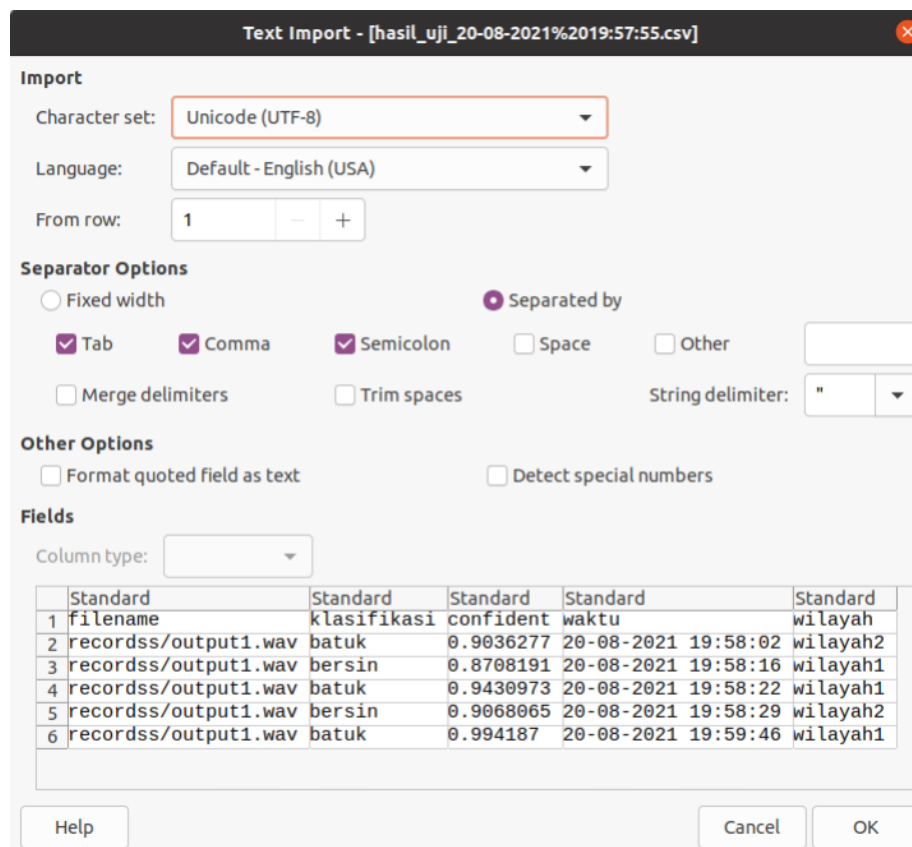 Text Import - [hasil_uji_20-08-2021%2019:57:55.csv]
Import
Character set: Unicode (UTF-8)
Language: Default - English (USA)
From row: 1
Separator Options
Fixed width Separated by
Tab Comma Semicolon Space Other
Merge delimiters Trim spaces String delimiter: "
Other Options
Format quoted field as text Detect special numbers
Fields
Column type:
Standard Standard Standard Standard Standard
1 filename klasifikasi confident waktu wilayah
2 recordss/output1.wav batuk 0.9036277 20-08-2021 19:58:02 wilayah2
3 recordss/output1.wav bersin 0.8708191 20-08-2021 19:58:16 wilayah1
4 recordss/output1.wav batuk 0.9430973 20-08-2021 19:58:22 wilayah1
5 recordss/output1.wav bersin 0.9068065 20-08-2021 19:58:29 wilayah2
6 recordss/output1.wav batuk 0.994187 20-08-2021 19:59:46 wilayah1
Help Cancel OK